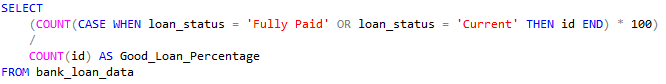 SELECT
(COUNT(CASE WHEN loan_status = 'Fully Paid' OR loan_status = 'Current' THEN id END) * 100)
/
COUNT(id) AS Good_Loan_Percentage
FROM bank_loan_data